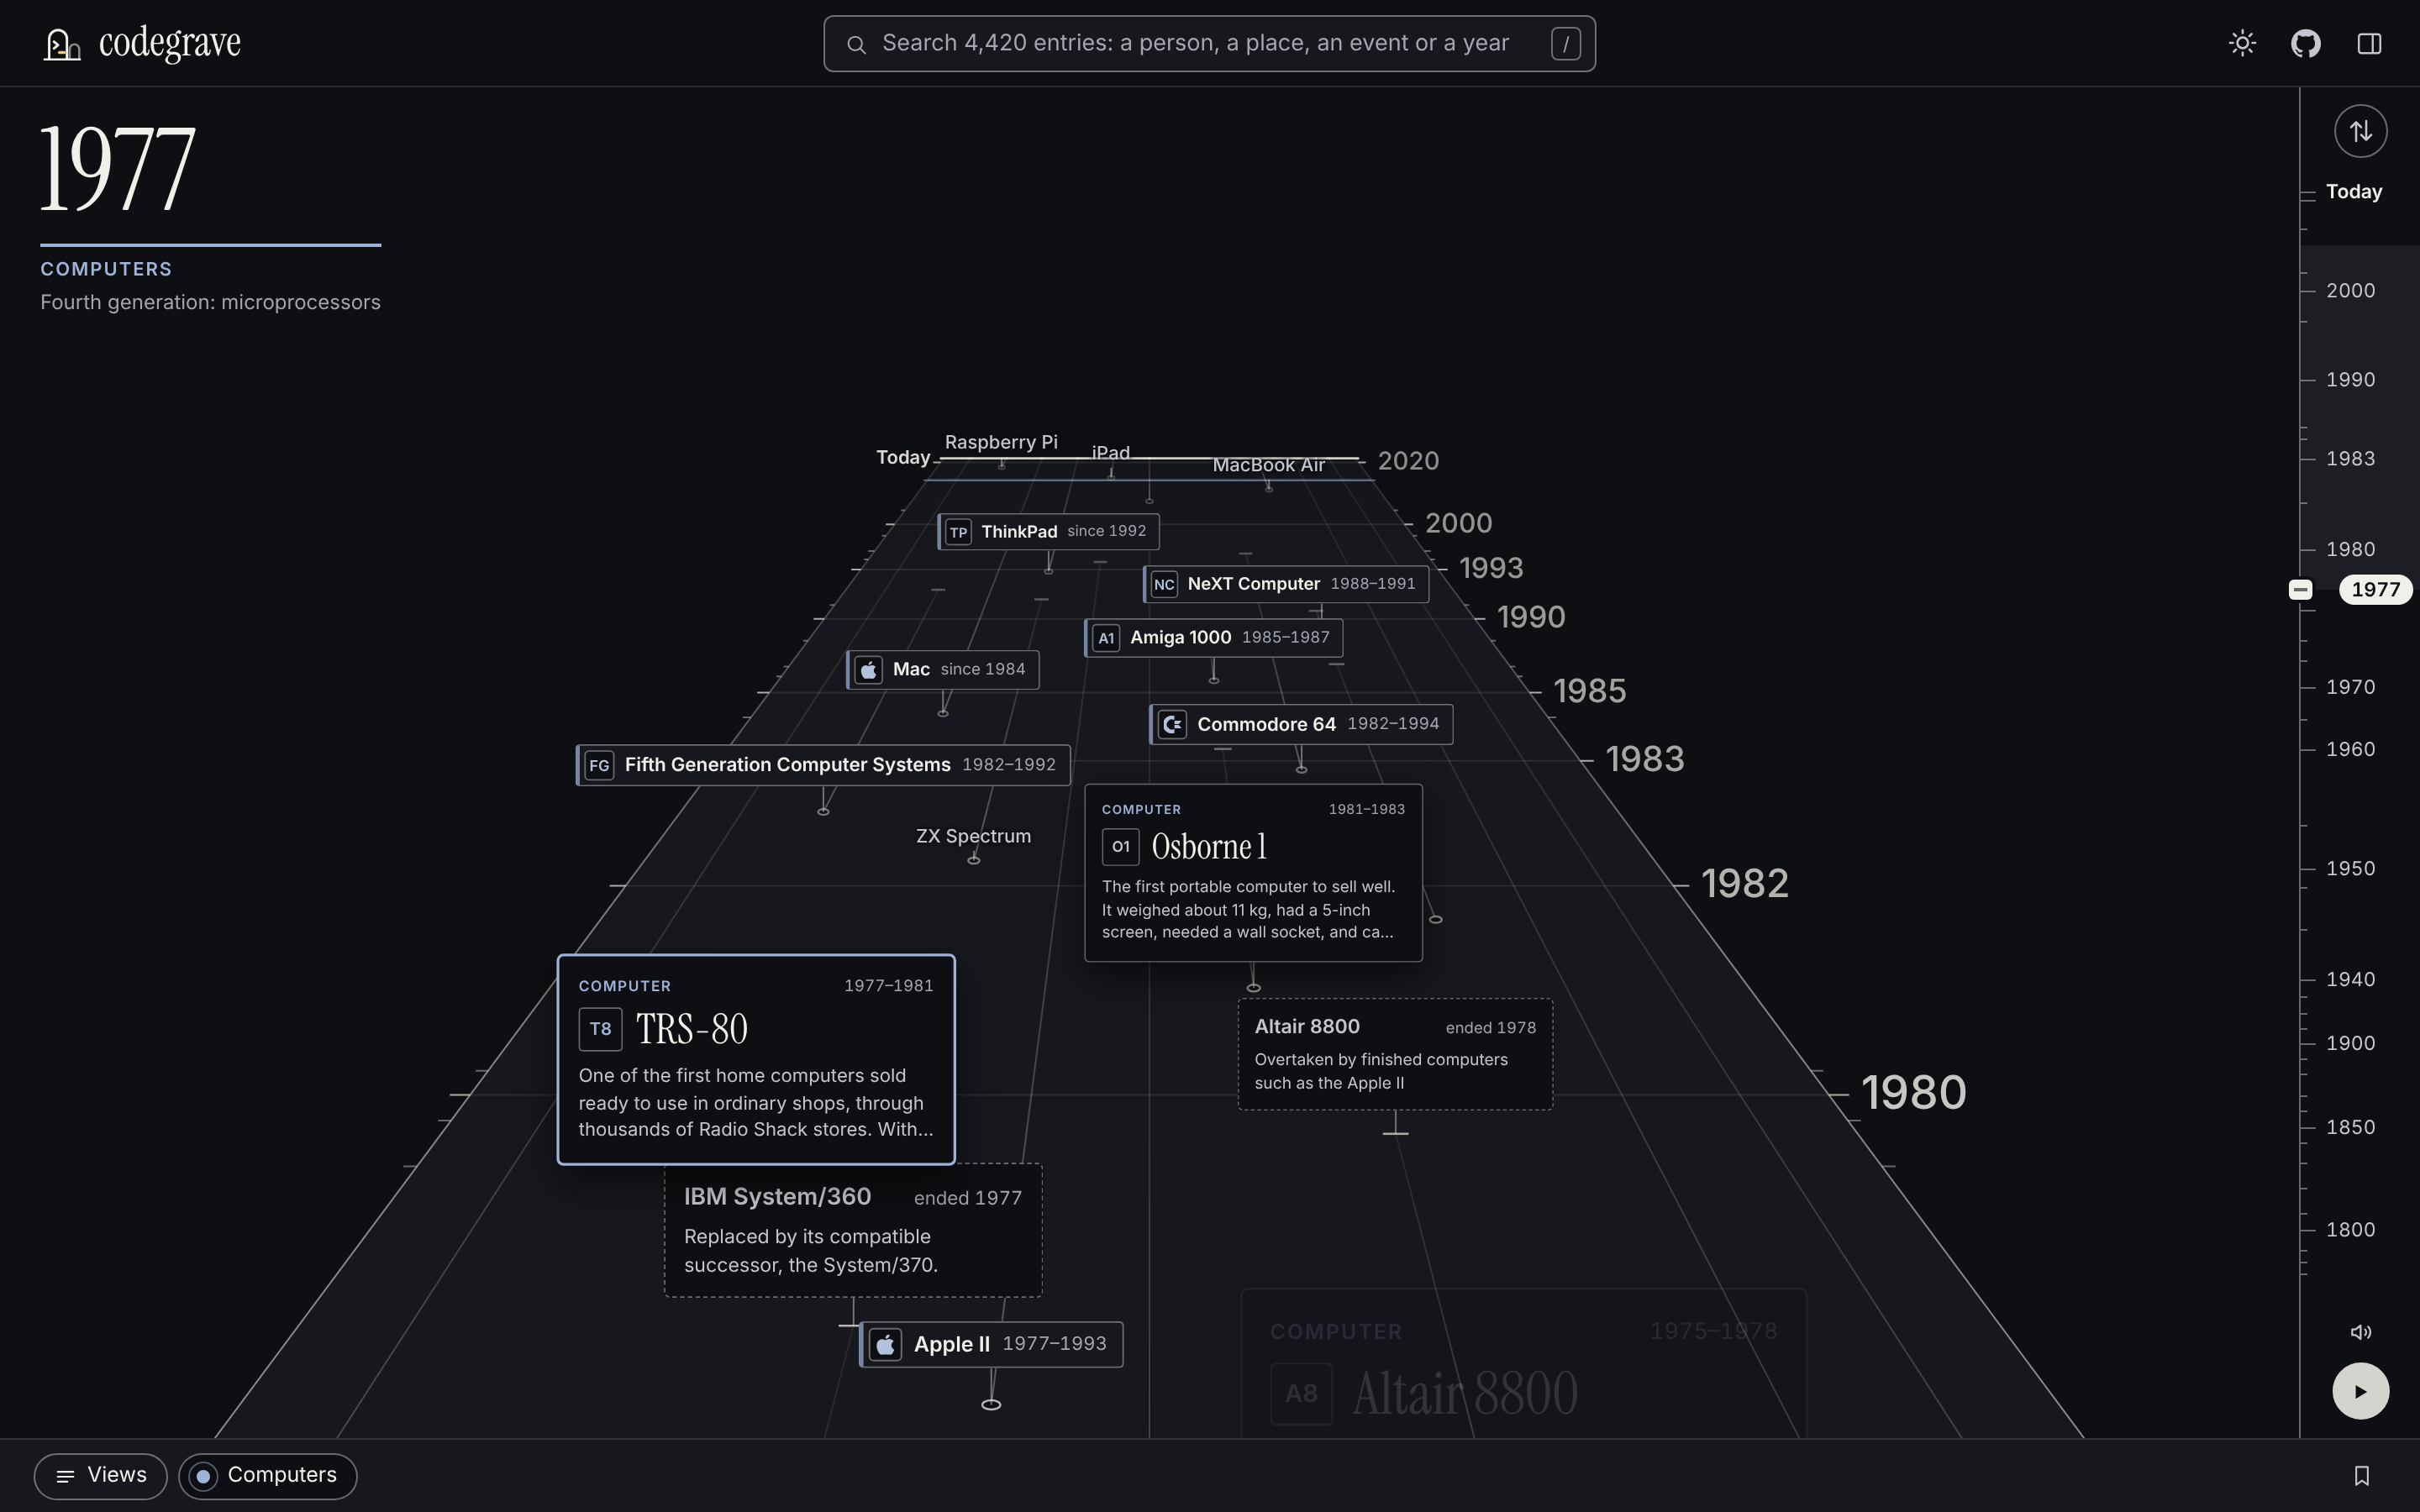 codegrave
Search 4,420 entries: a person, a place, an event or a year
/
1977
COMPUTERS
Fourth generation: microprocessors
Today
Raspberry Pi
iPad
MacBook Air
2020
2000
TP ThinkPad since 1992
1993
NC NeXT Computer 1988–1991
1990
A1 Amiga 1000 1985–1987
Mac since 1984
1985
Commodore 64 1982–1994
1983
FG Fifth Generation Computer Systems 1982–1992
ZX Spectrum
COMPUTER 1981–1983
O1 Osborne 1
The first portable computer to sell well.
It weighed about 11 kg, had a 5-inch
screen, needed a wall socket, and ca...
1982
COMPUTER 1977–1981
T8 TRS-80
One of the first home computers sold
ready to use in ordinary shops, through
thousands of Radio Shack stores. With...
Altair 8800 ended 1978
Overtaken by finished computers
such as the Apple II
1980
IBM System/360 ended 1977
Replaced by its compatible
successor, the System/370.
Apple II 1977–1993
COMPUTER 1975–1978
A8 Altair 8800
Today
2000
1990
1983
1980
1977
1970
1960
1950
1940
1900
1850
1800
Views
Computers